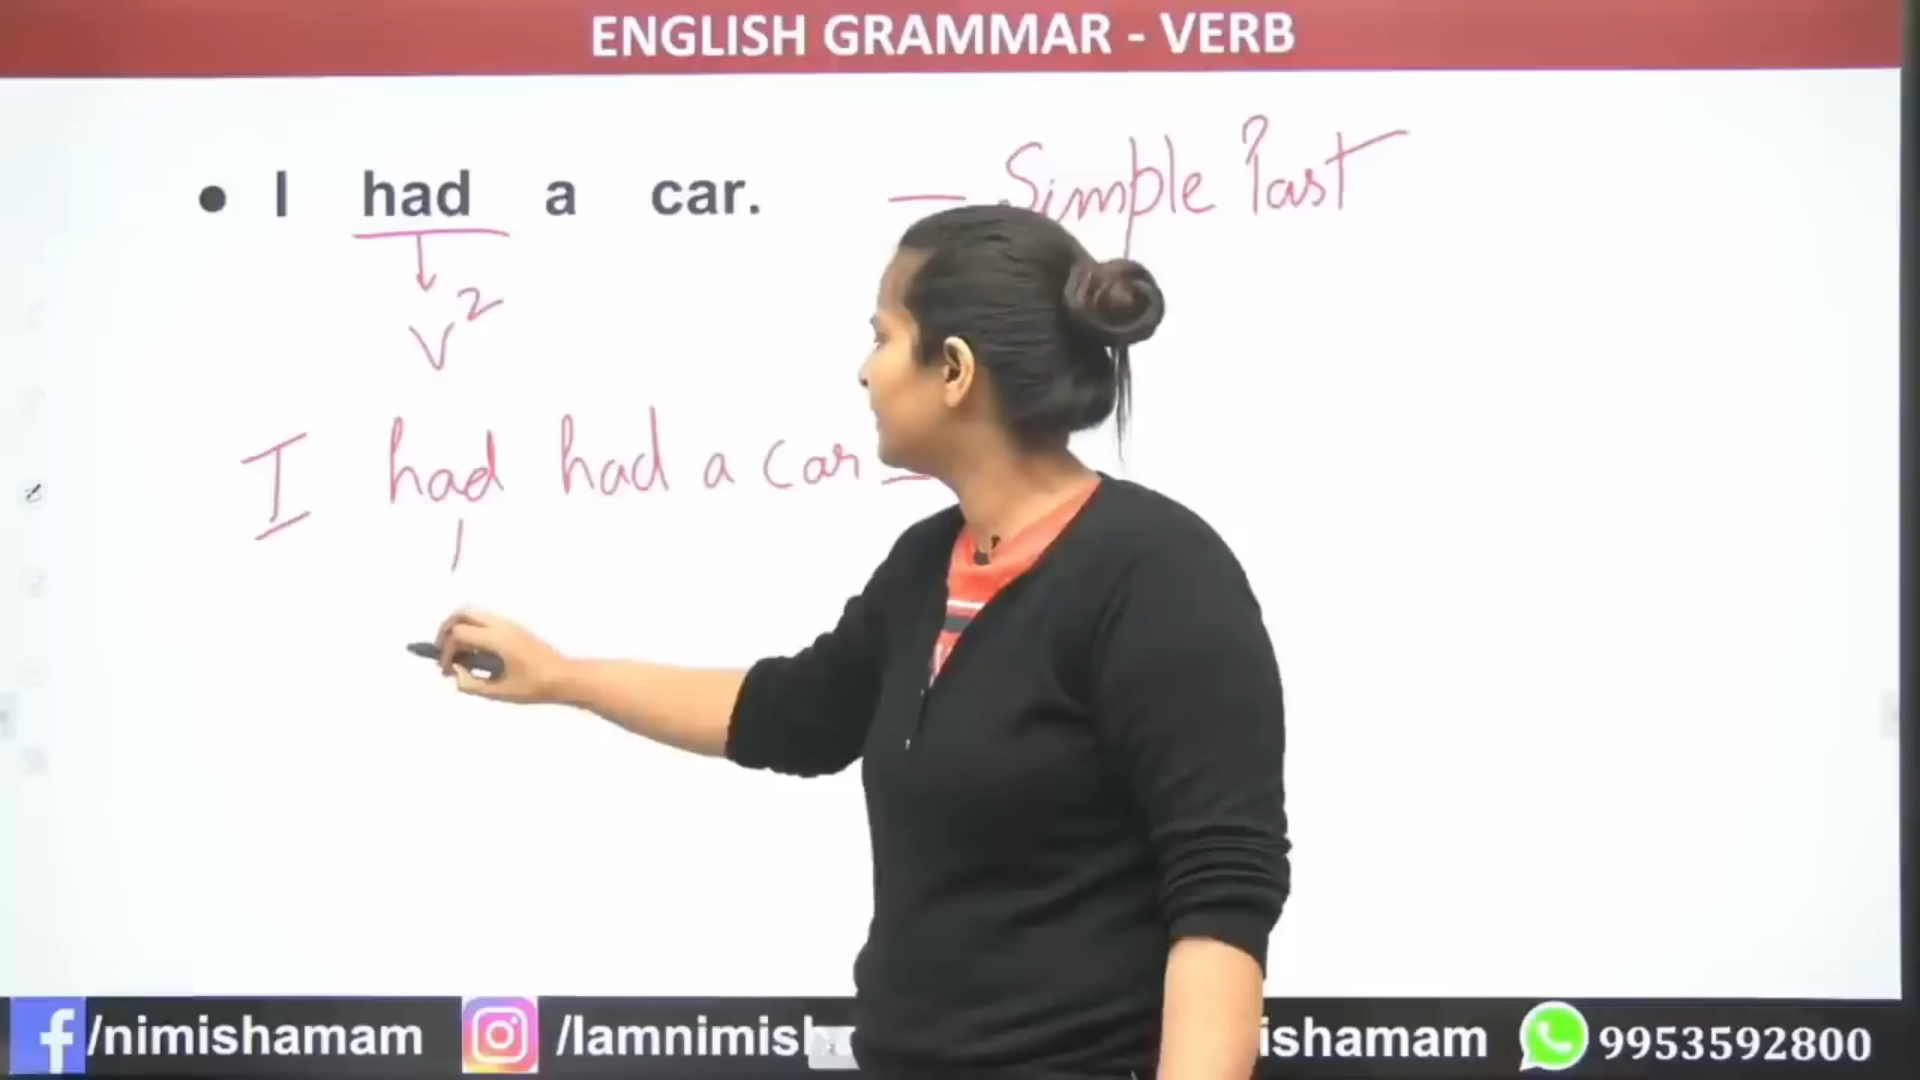 ENGLISH GRAMMAR - VERB
• I had a car. — Simple Past
V²
I had had a car —
/nimishamam /Iamnimish ishamam 9953592800